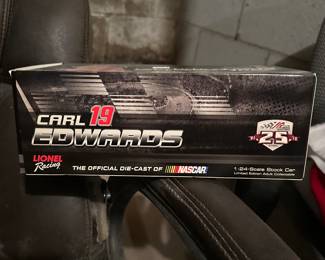 CARL 19
EDWARDS
25
LIONEL
Racing
THE OFFICIAL DIE-CAST OF NASCAR
1:24-Scale Stock Car
Limited Edition Adult Collectible